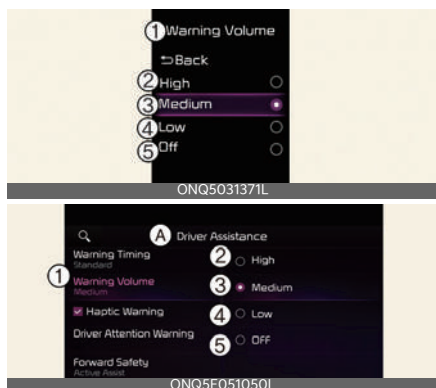 ① Warning Volume
⮌ Back
② High
③ Medium
④ Low
⑤ Off
ONQ5031371L
Ⓐ Driver Assistance
Warning Timing
Standard
① Warning Volume
Medium
Haptic Warning
Driver Attention Warning
Forward Safety
Active Assist
② High
③ Medium
④ Low
⑤ OFF
ONQ5E051050L